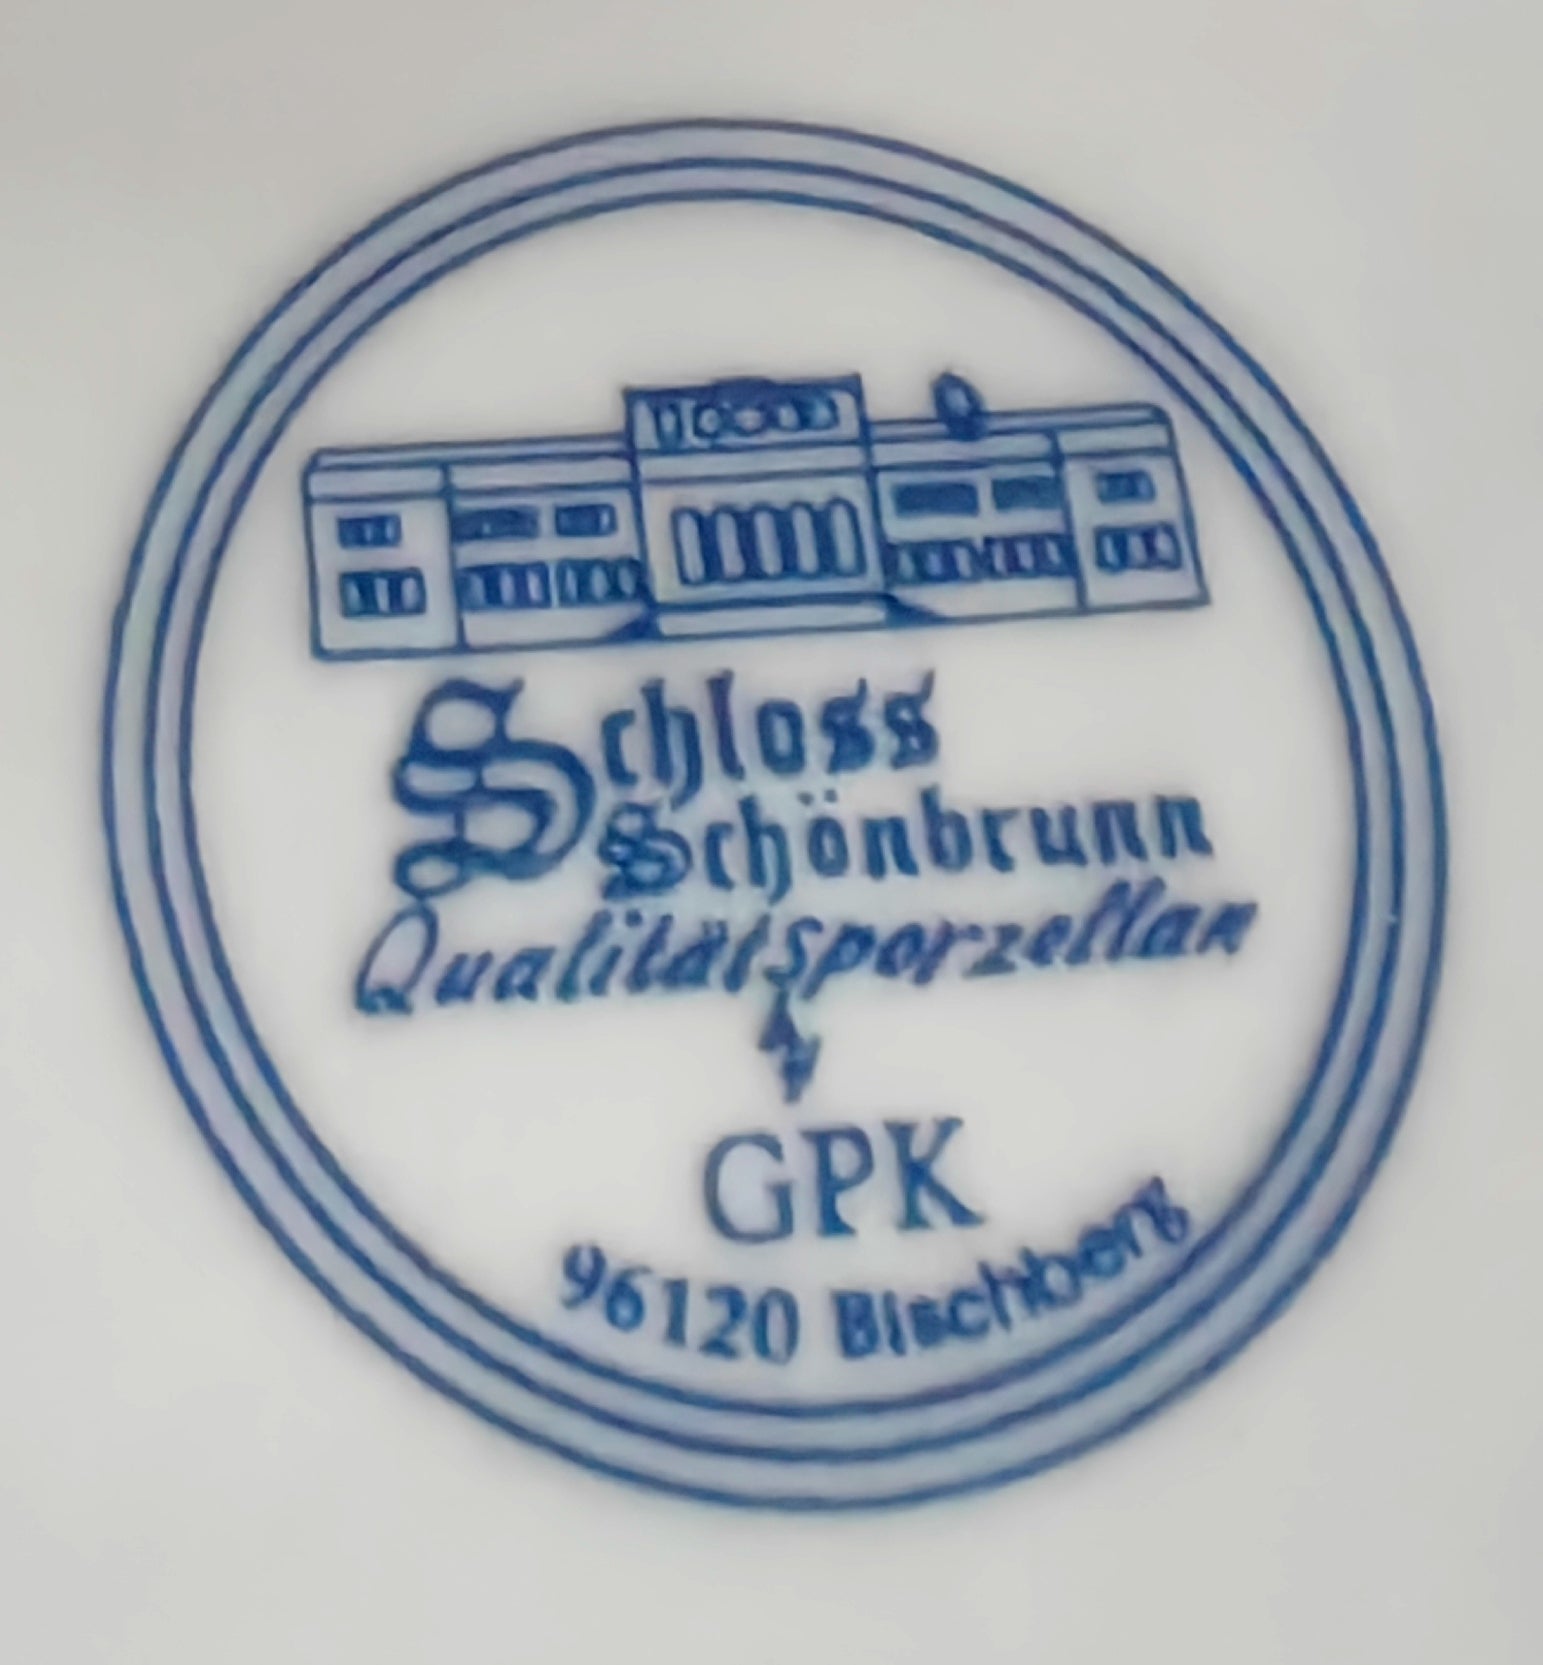 Schloss
Schönbrunn
Qualitätsporzellan
GPK
96120 Bischberg